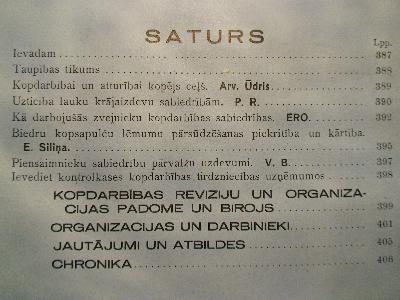 SATURS
Lpp.
Ievadam 387
Taupības tikums 388
Kopdarbībai un atturībai kopējs ceļš. Arv. Ūdris. 389
Uzticība lauku krājaizdevu sabiedrībām. P. R. 390
Kā darbojušās zvejnieku kopdarbības sabiedrības. ERO. 392
Biedru kopsapulču lēmumu pārsūdzēšanas piekritība un kārtība.
E. Siliņa. 395
Piensaimnieku sabiedrību pārvalžu uzdevumi. V. B. 397
Ievediet kontrolkases kopdarbības tirdzniecības uzņēmumos 398
KOPDARBĪBAS REVIZIJU UN ORGANIZA-
CIJAS PADOME UN BIROJS 399
ORGANIZACIJAS UN DARBINIEKI 401
JAUTĀJUMI UN ATBILDES 405
CHRONIKA 406